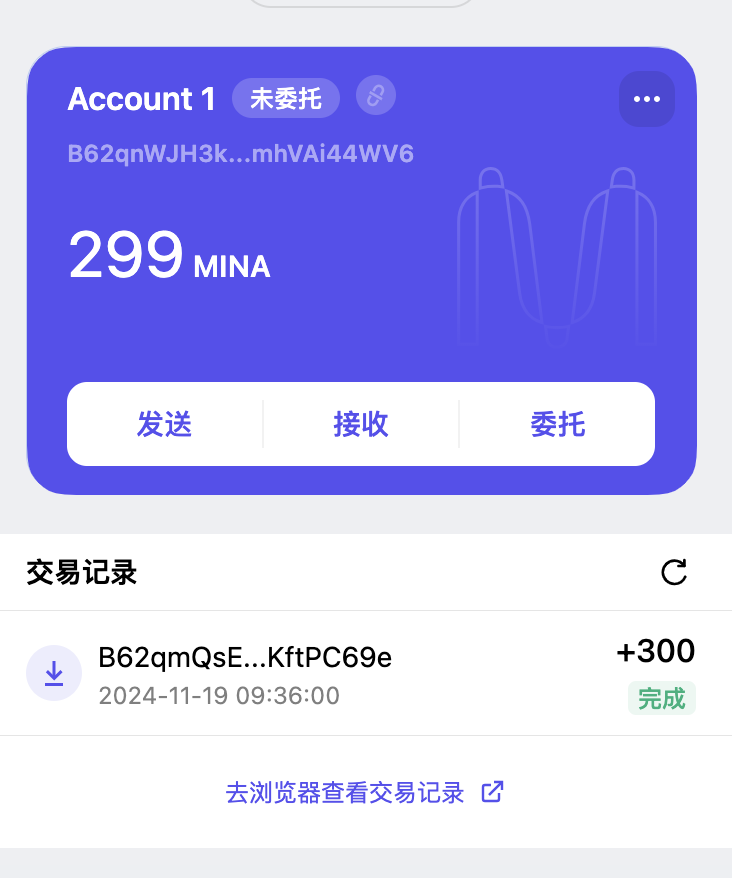 Account 1 未委托
B62qnWJH3k...mhVAi44WV6
299 MINA
发送 接收 委托
交易记录
B62qmQsE...KftPC69e +300
2024-11-19 09:36:00 完成
去浏览器查看交易记录